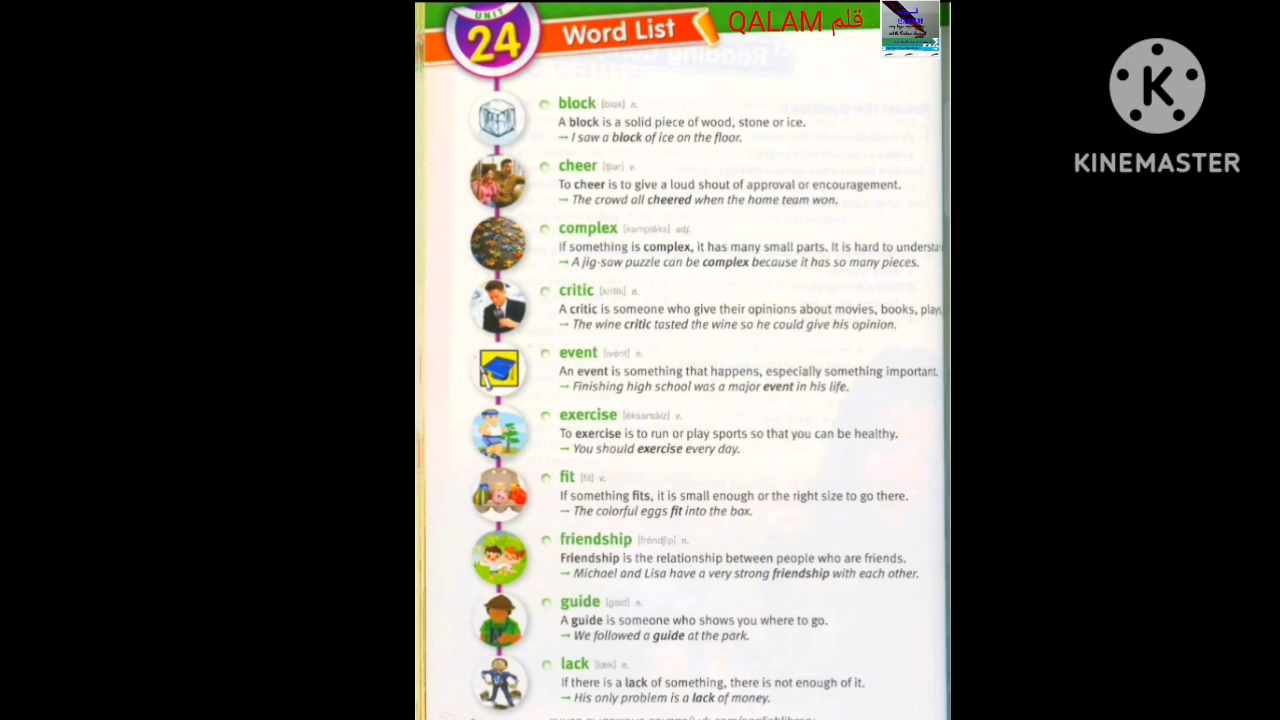 UNIT
24
Word List
QALAM قلم
KINEMASTER
block [blɒk] n.
A block is a solid piece of wood, stone or ice.
→ I saw a block of ice on the floor.
cheer [tʃiər] v.
To cheer is to give a loud shout of approval or encouragement.
→ The crowd all cheered when the home team won.
complex [kəmpléks] adj.
If something is complex, it has many small parts. It is hard to
→ A jig-saw puzzle can be complex because it has so many pieces.
critic [krítik] n.
A critic is someone who give their opinions about movies, books, plays
→ The wine critic tasted the wine so he could give his opinion.
event [ivént] n.
An event is something that happens, especially something important.
→ Finishing high school was a major event in his life.
exercise [éksərsàiz] v.
To exercise is to run or play sports so that you can be healthy.
→ You should exercise every day.
fit [fit] v.
If something fits, it is small enough or the right size to go there.
→ The colorful eggs fit into the box.
friendship [fréndʃip] n.
Friendship is the relationship between people who are friends.
→ Michael and Lisa have a very strong friendship with each other.
guide [gaid] n.
A guide is someone who shows you where to go.
→ We followed a guide at the park.
lack [læk] n.
If there is a lack of something, there is not enough of it.
→ His only problem is a lack of money.